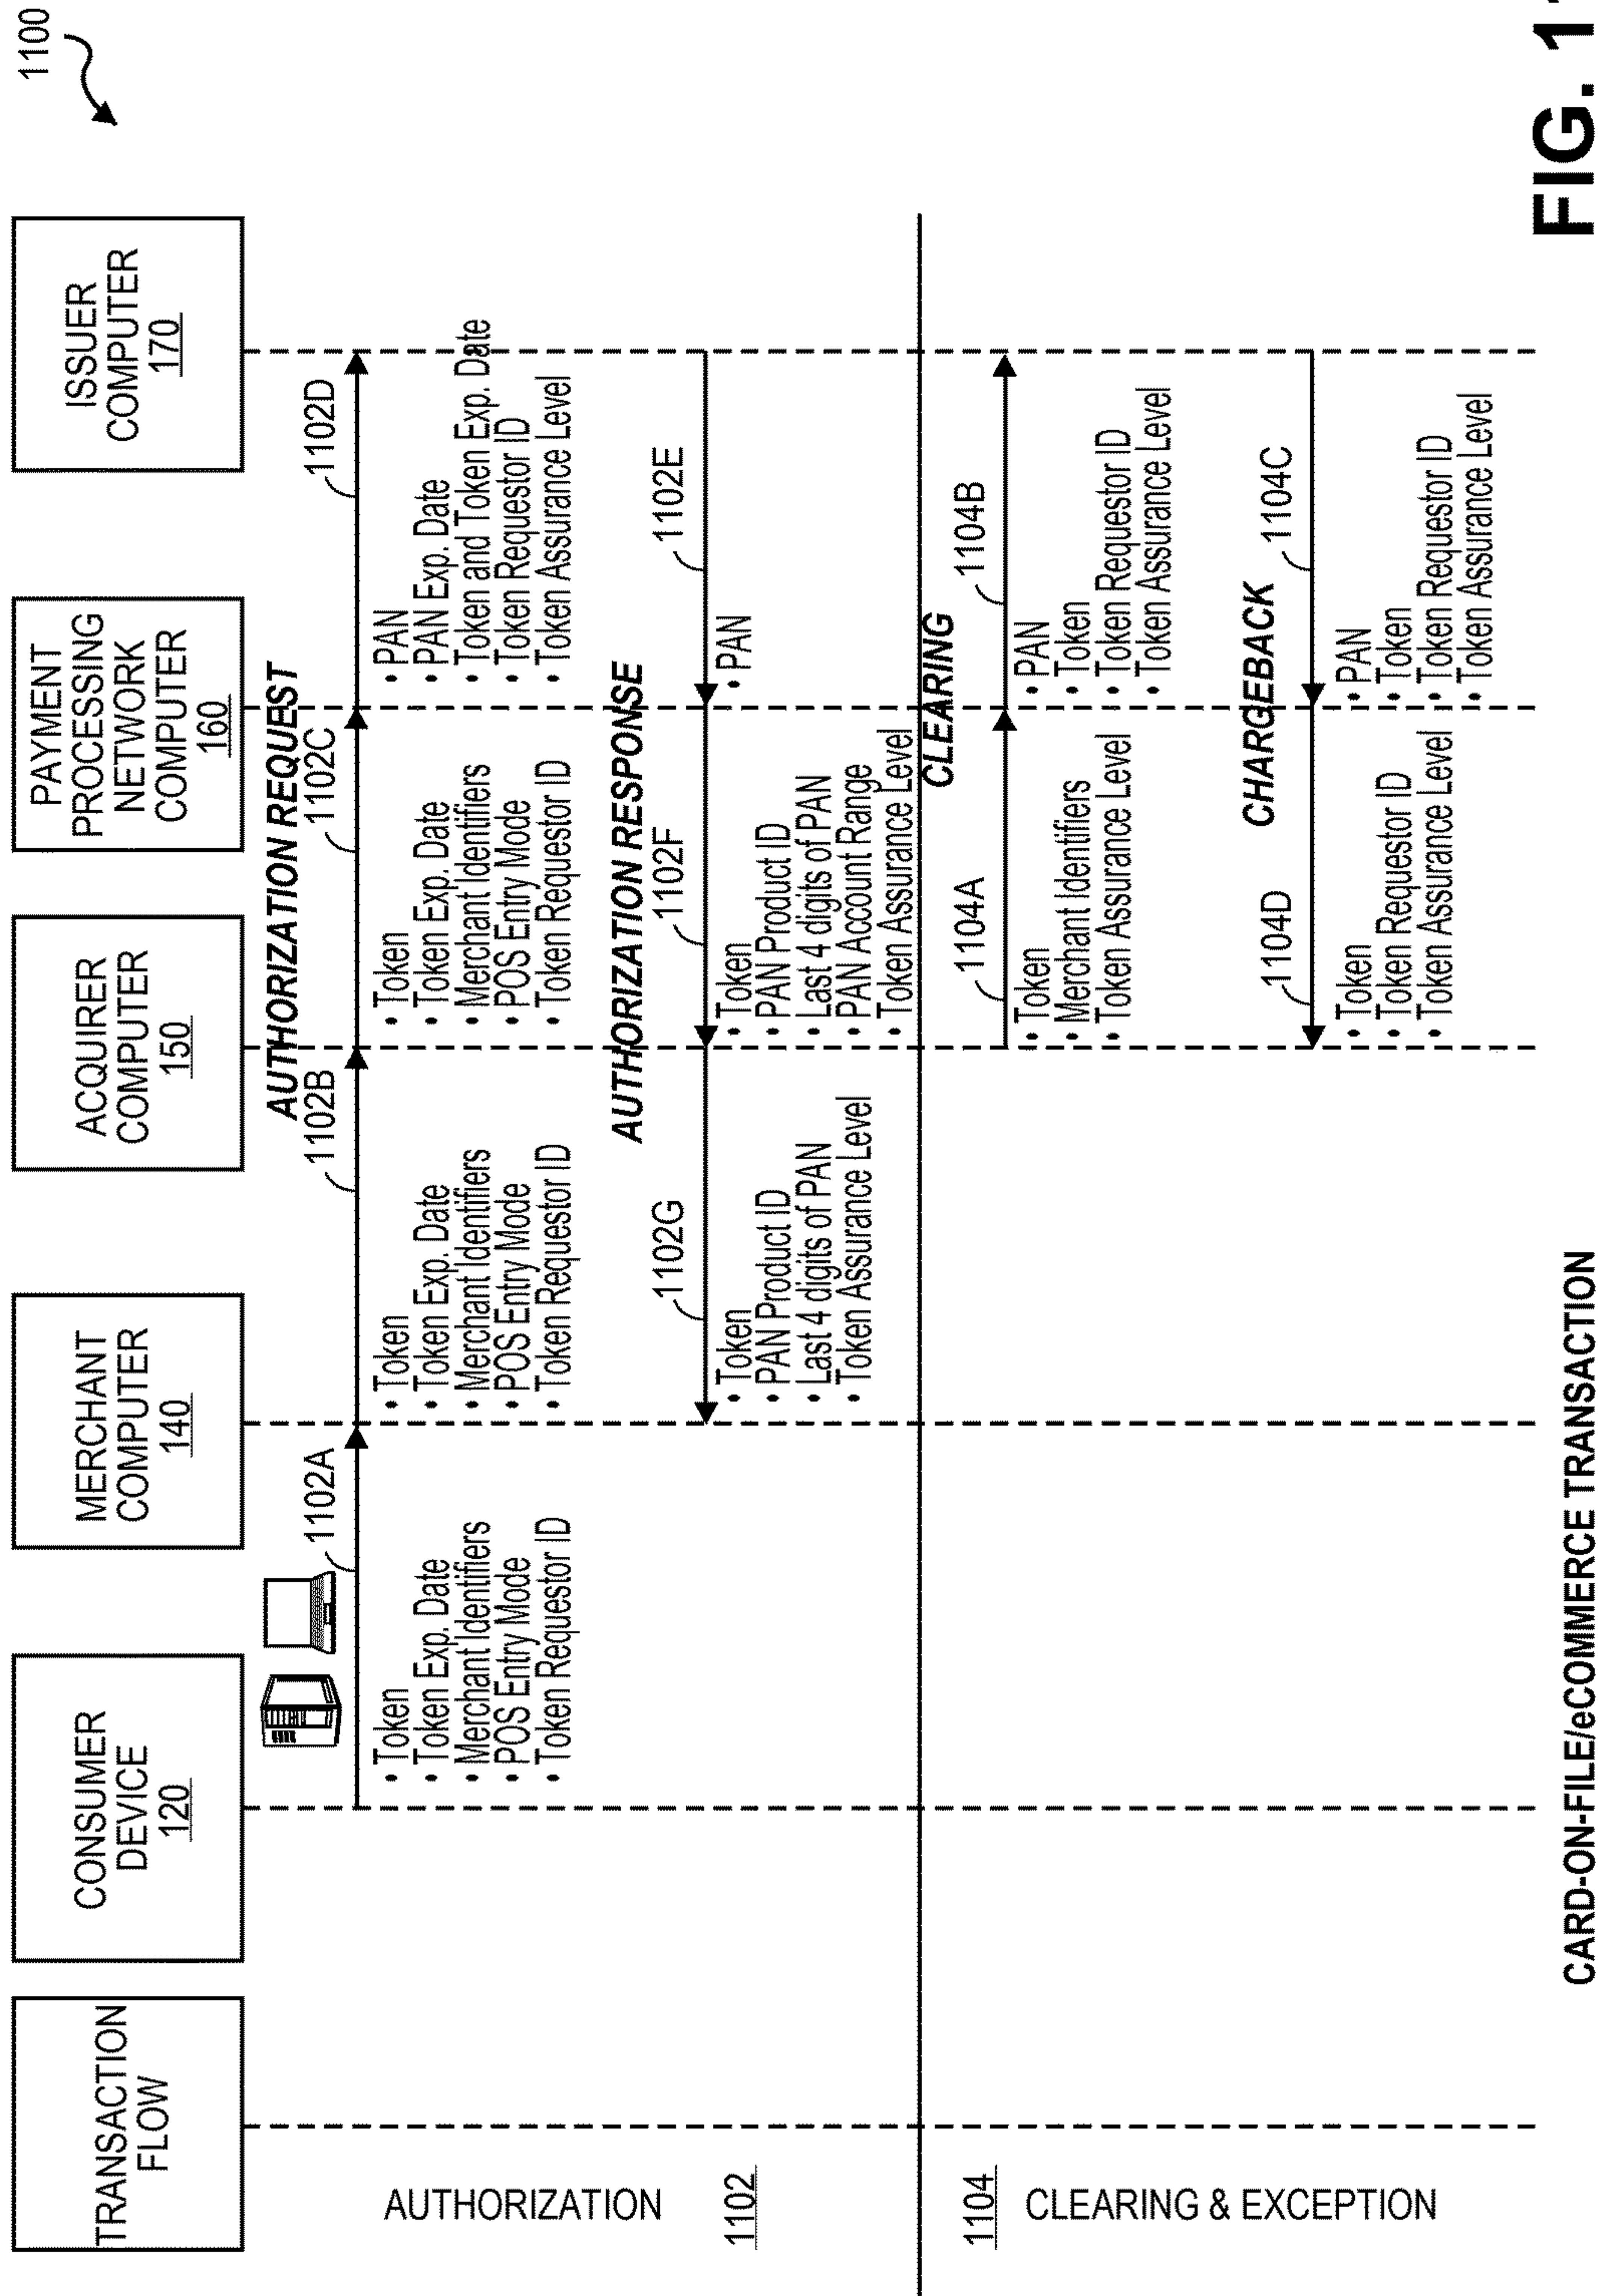 1100
TRANSACTION
FLOW
CONSUMER
DEVICE
120
MERCHANT
COMPUTER
140
ACQUIRER
COMPUTER
150
PAYMENT
PROCESSING
NETWORK
COMPUTER
160
ISSUER
COMPUTER
170
AUTHORIZATION
1102
AUTHORIZATION REQUEST
1102A
• Token
• Token Exp. Date
• Merchant Identifiers
• POS Entry Mode
• Token Requestor ID
1102B
• Token
• Token Exp. Date
• Merchant Identifiers
• POS Entry Mode
• Token Requestor ID
1102C
• Token
• Token Exp. Date
• Merchant Identifiers
• POS Entry Mode
• Token Requestor ID
1102D
• PAN
• PAN Exp. Date
• Token and Token Exp. Date
• Token Requestor ID
• Token Assurance Level
AUTHORIZATION RESPONSE
1102G
• Token
• PAN Product ID
• Last 4 digits of PAN
• Token Assurance Level
1102F
• Token
• PAN Product ID
• Last 4 digits of PAN
• PAN Account Range
• Token Assurance Level
1102E
• PAN
1104
CLEARING & EXCEPTION
CLEARING
1104A
• Token
• Merchant Identifiers
• Token Assurance Level
1104B
• PAN
• Token
• Token Requestor ID
• Token Assurance Level
CHARGEBACK
1104D
• Token
• Token Requestor ID
• Token Assurance Level
1104C
• PAN
• Token
• Token Requestor ID
• Token Assurance Level
CARD-ON-FILE/eCOMMERCE TRANSACTION
FIG. 1